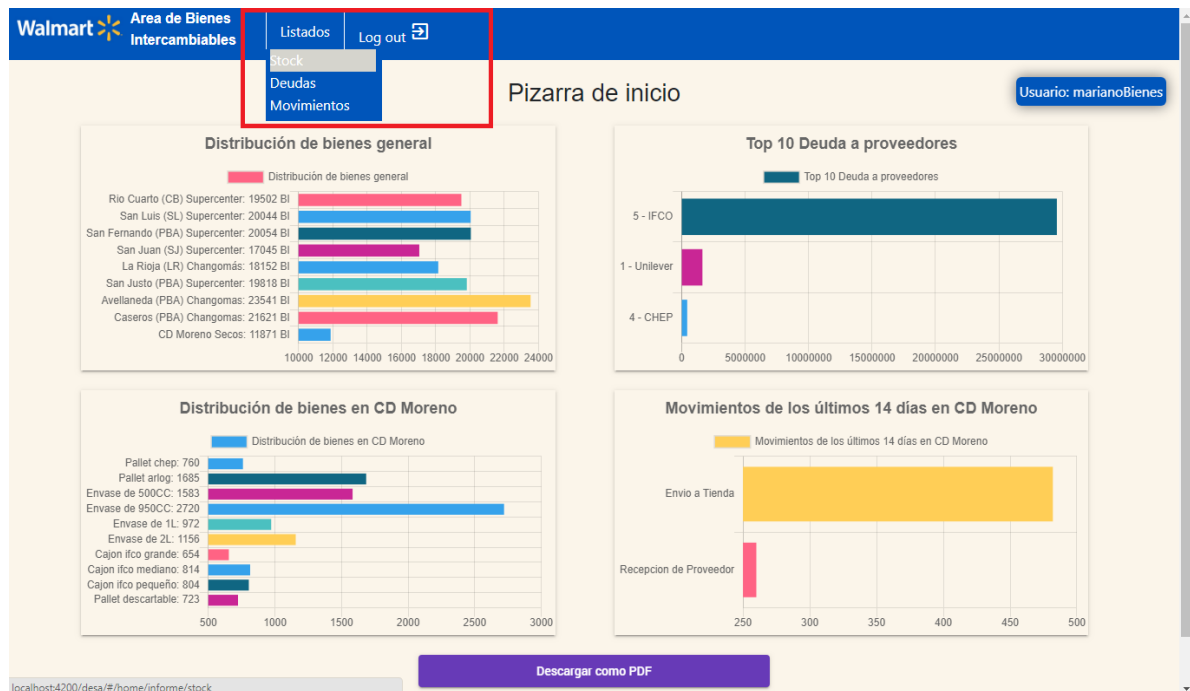 Walmart
Area de Bienes
Intercambiables
Listados
Log out
Stock
Deudas
Movimientos
Pizarra de inicio
Usuario: marianoBienes
Distribución de bienes general
Distribución de bienes general
Rio Cuarto (CB) Supercenter: 19502 BI
San Luis (SL) Supercenter: 20044 BI
San Fernando (PBA) Supercenter: 20054 BI
San Juan (SJ) Supercenter: 17045 BI
La Rioja (LR) Changomás: 18152 BI
San Justo (PBA) Supercenter: 19818 BI
Avellaneda (PBA) Changomas: 23541 BI
Caseros (PBA) Changomas: 21621 BI
CD Moreno Secos: 11871 BI
10000 12000 14000 16000 18000 20000 22000 24000
Top 10 Deuda a proveedores
Top 10 Deuda a proveedores
5 - IFCO
1 - Unilever
4 - CHEP
0 5000000 10000000 15000000 20000000 25000000 30000000
Distribución de bienes en CD Moreno
Distribución de bienes en CD Moreno
Pallet chep: 760
Pallet arlog: 1685
Envase de 500CC: 1583
Envase de 950CC: 2720
Envase de 1L: 972
Envase de 2L: 1156
Cajon ifco grande: 654
Cajon ifco mediano: 814
Cajon ifco pequeño: 804
Pallet descartable: 723
500 1000 1500 2000 2500 3000
Movimientos de los últimos 14 días en CD Moreno
Movimientos de los últimos 14 días en CD Moreno
Envio a Tienda
Recepcion de Proveedor
250 300 350 400 450 500
Descargar como PDF
localhost:4200/desa/#/home/informe/stock